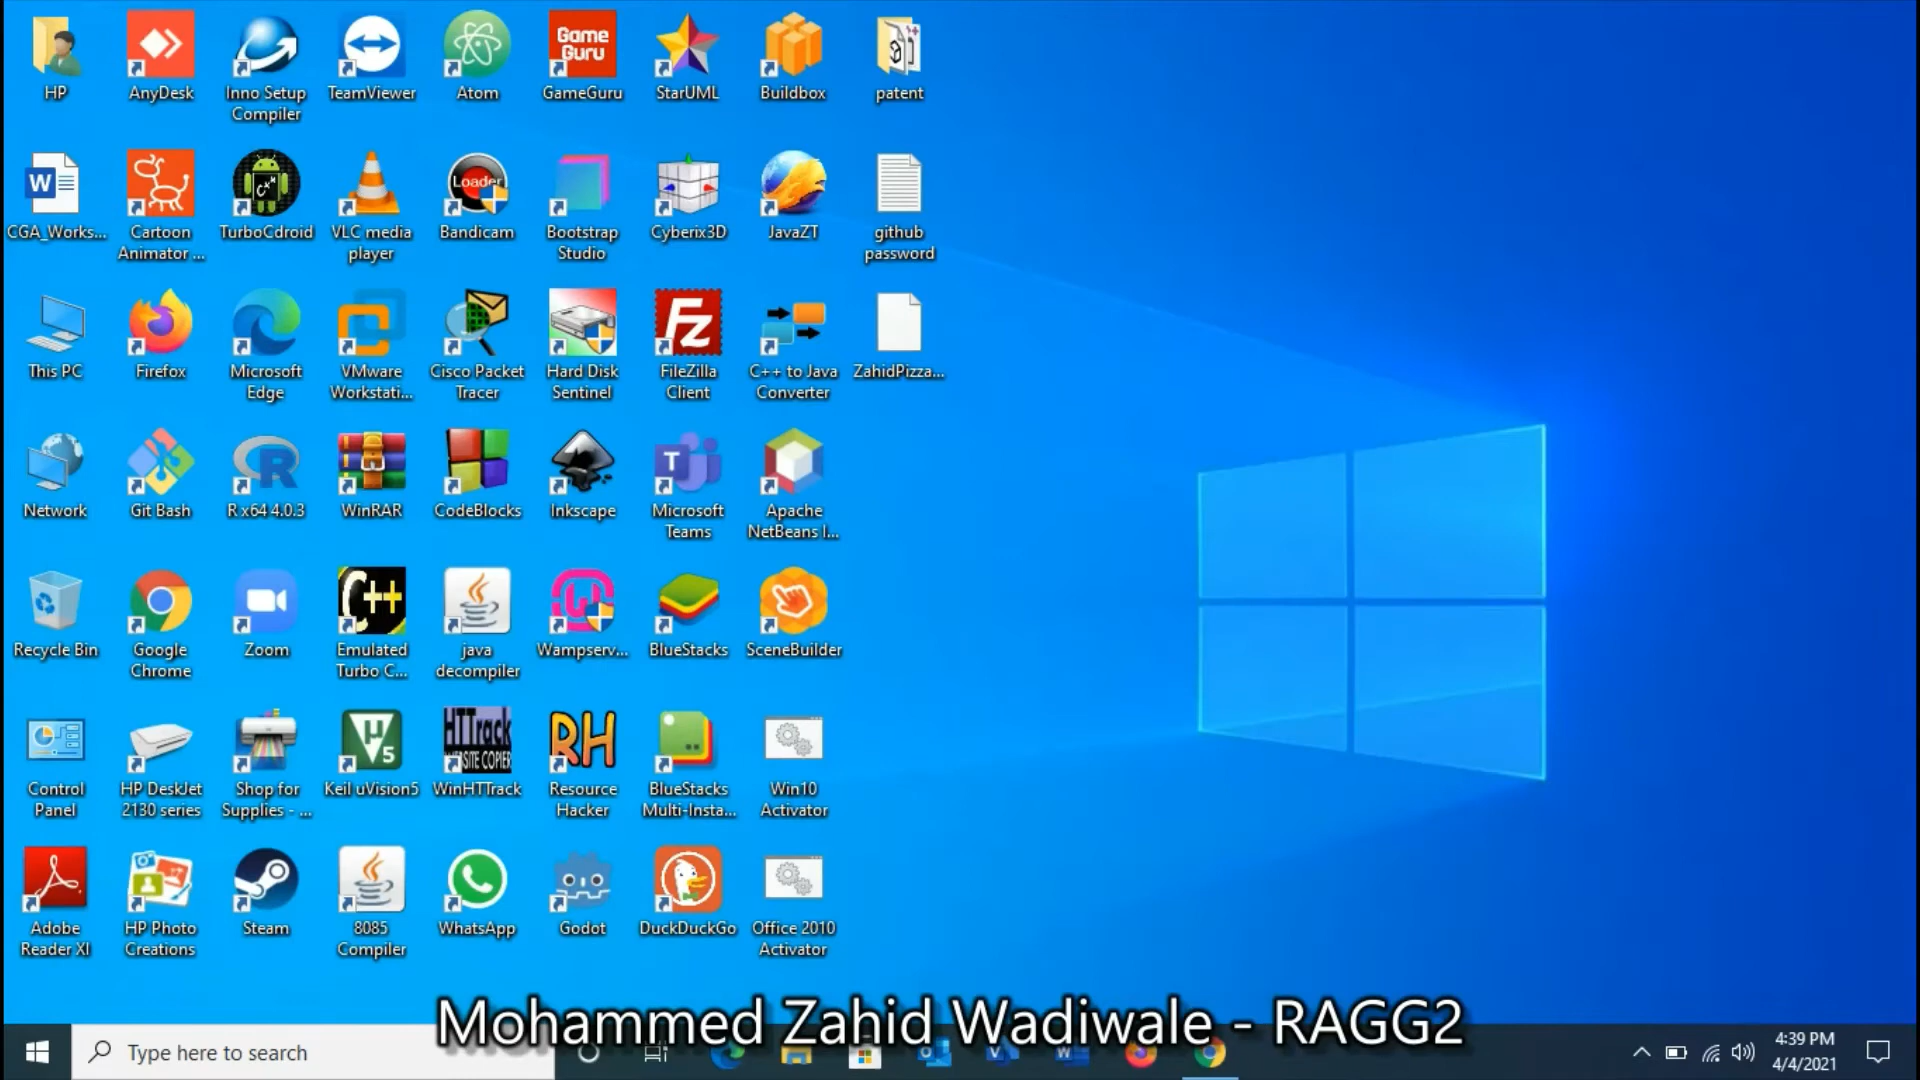 HP
AnyDesk
Inno Setup
Compiler
TeamViewer
Atom
Game
Guru
GameGuru
StarUML
Buildbox
patent
W
CGA_Works...
Cartoon
Animator ...
C++
TurboCdroid
VLC media
player
Loader
Bandicam
Bootstrap
Studio
Cyberix3D
JavaZT
github
password
This PC
Firefox
Microsoft
Edge
VMware
Workstati...
Cisco Packet
Tracer
Hard Disk
Sentinel
Fz
FileZilla
Client
C++ to Java
Converter
ZahidPizza...
Network
Git Bash
R
R x64 4.0.3
WinRAR
CodeBlocks
Inkscape
T
Microsoft
Teams
Apache
NetBeans I...
Recycle Bin
Google
Chrome
Zoom
C++
Emulated
Turbo C...
java
decompiler
Wampserv...
BlueStacks
SceneBuilder
Control
Panel
HP DeskJet
2130 series
Shop for
Supplies - ...
µ
V5
Keil uVision5
HTTrack
WEBSITE COPIER
WinHTTrack
RH
Resource
Hacker
BlueStacks
Multi-Insta...
Win10
Activator
Adobe
Reader XI
HP Photo
Creations
Steam
8085
Compiler
WhatsApp
Godot
DuckDuckGo
Office 2010
Activator
Mohammed Zahid Wadiwale - RAGG2
Type here to search
4:39 PM
4/4/2021